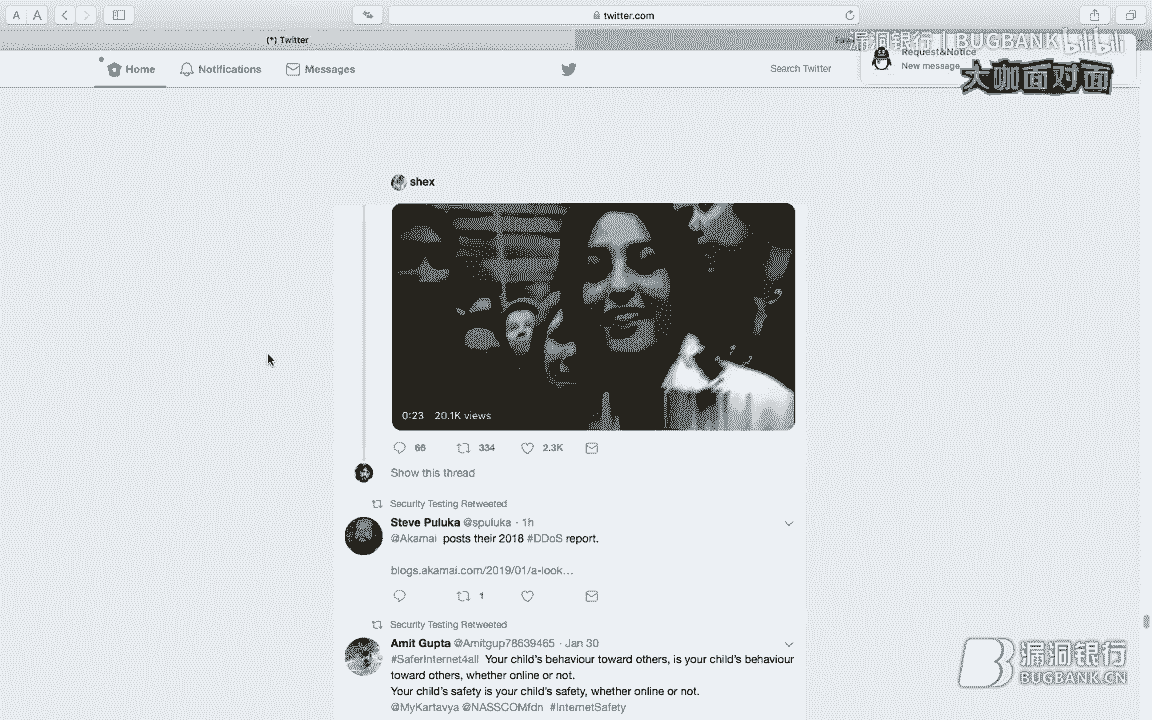 A A
twitter.com
(*) Twitter
漏洞银行 | BUGBANK bilibili
Home
Notifications
Messages
Search Twitter
Request&Notice
New message
大咖面对面
shex
0:23 20.1K views
66 334 2.3K
Show this thread
Security Testing Retweeted
Steve Puluka @spuluka · 1h
@Akamai posts their 2018 #DDoS report.
blogs.akamai.com/2019/01/a-look…
1
Security Testing Retweeted
Amit Gupta @Amitgup78639465 · Jan 30
#SaferInternet4all Your child's behaviour toward others, is your child's behaviour
toward others, whether online or not.
Your child's safety is your child's safety, whether online or not.
@MyKartavya @NASSCOMfdn #InternetSafety
漏洞银行
BUGBANK.CN